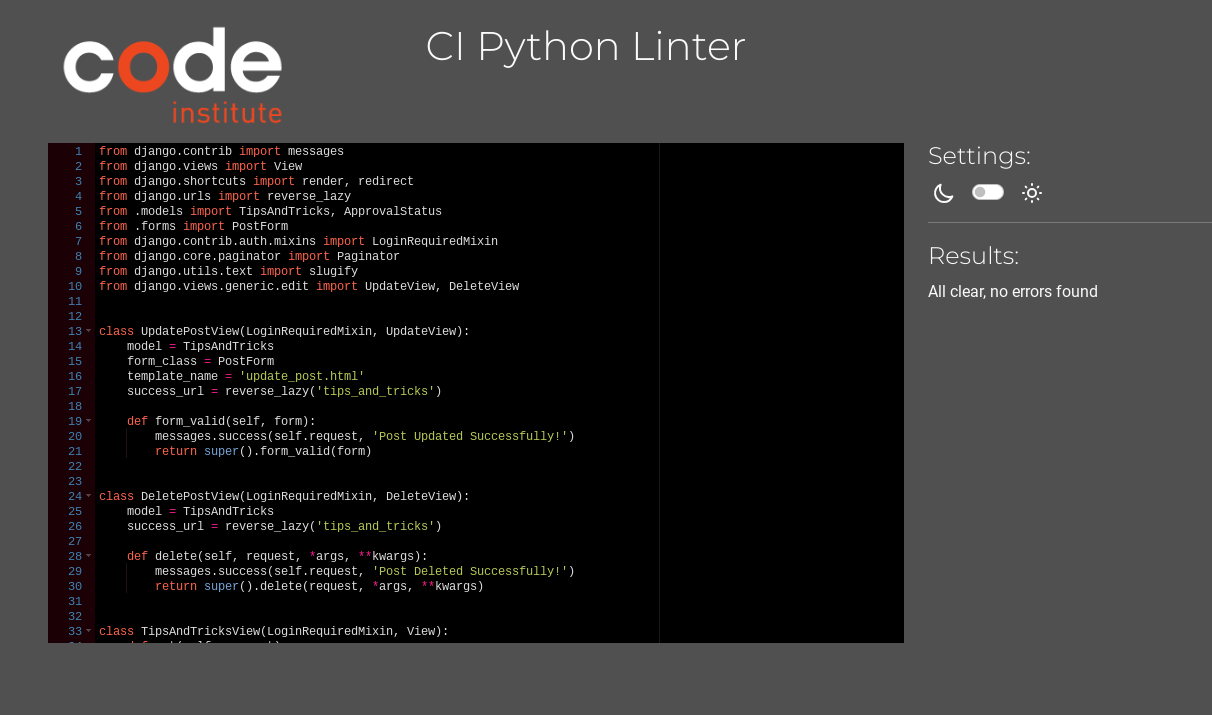 code
institute
CI Python Linter
1 from django.contrib import messages
2 from django.views import View
3 from django.shortcuts import render, redirect
4 from django.urls import reverse_lazy
5 from .models import TipsAndTricks, ApprovalStatus
6 from .forms import PostForm
7 from django.contrib.auth.mixins import LoginRequiredMixin
8 from django.core.paginator import Paginator
9 from django.utils.text import slugify
10 from django.views.generic.edit import UpdateView, DeleteView
11
12
13 class UpdatePostView(LoginRequiredMixin, UpdateView):
14     model = TipsAndTricks
15     form_class = PostForm
16     template_name = 'update_post.html'
17     success_url = reverse_lazy('tips_and_tricks')
18
19     def form_valid(self, form):
20         messages.success(self.request, 'Post Updated Successfully!')
21         return super().form_valid(form)
22
23
24 class DeletePostView(LoginRequiredMixin, DeleteView):
25     model = TipsAndTricks
26     success_url = reverse_lazy('tips_and_tricks')
27
28     def delete(self, request, *args, **kwargs):
29         messages.success(self.request, 'Post Deleted Successfully!')
30         return super().delete(request, *args, **kwargs)
31
32
33 class TipsAndTricksView(LoginRequiredMixin, View):
Settings:
Results:
All clear, no errors found